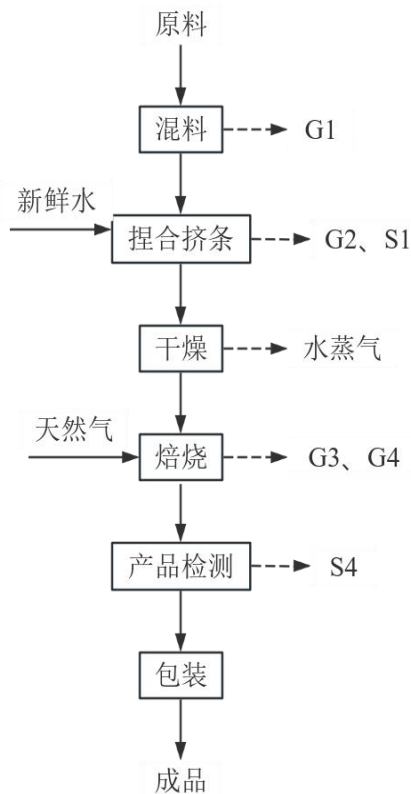 原料
混料
G1
新鲜水
捏合挤条
G2、S1
干燥
水蒸气
天然气
焙烧
G3、G4
产品检测
S4
包装
成品